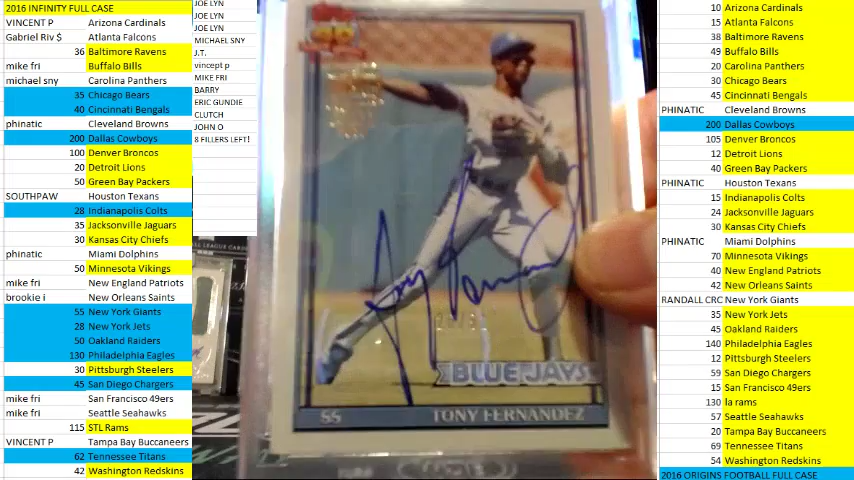 2016 INFINITY FULL CASE
VINCENT P Arizona Cardinals
Gabriel Riv $ Atlanta Falcons
36 Baltimore Ravens
mike fri Buffalo Bills
michael sny Carolina Panthers
35 Chicago Bears
40 Cincinnati Bengals
phinatic Cleveland Browns
200 Dallas Cowboys
100 Denver Broncos
20 Detroit Lions
50 Green Bay Packers
SOUTHPAW Houston Texans
28 Indianapolis Colts
35 Jacksonville Jaguars
30 Kansas City Chiefs
phinatic Miami Dolphins
50 Minnesota Vikings
mike fri New England Patriots
brookie i New Orleans Saints
55 New York Giants
28 New York Jets
50 Oakland Raiders
130 Philadelphia Eagles
30 Pittsburgh Steelers
45 San Diego Chargers
mike fri San Francisco 49ers
mike fri Seattle Seahawks
115 STL Rams
VINCENT P Tampa Bay Buccaneers
62 Tennessee Titans
42 Washington Redskins
JOE LYN
JOE LYN
JOE LYN
MICHAEL SNY
J.T.
vincept p
MIKE FRI
BARRY
ERIC GUNDIE
CLUTCH
JOHN O
8 FILLERS LEFT!
Topps
40
Tony Fernandez
BLUE JAYS
SS TONY FERNANDEZ
10 Arizona Cardinals
15 Atlanta Falcons
38 Baltimore Ravens
49 Buffalo Bills
20 Carolina Panthers
30 Chicago Bears
45 Cincinnati Bengals
PHINATIC Cleveland Browns
200 Dallas Cowboys
105 Denver Broncos
12 Detroit Lions
40 Green Bay Packers
PHINATIC Houston Texans
15 Indianapolis Colts
24 Jacksonville Jaguars
30 Kansas City Chiefs
PHINATIC Miami Dolphins
70 Minnesota Vikings
40 New England Patriots
42 New Orleans Saints
RANDALL CRC New York Giants
35 New York Jets
45 Oakland Raiders
140 Philadelphia Eagles
12 Pittsburgh Steelers
59 San Diego Chargers
15 San Francisco 49ers
130 la rams
57 Seattle Seahawks
20 Tampa Bay Buccaneers
69 Tennessee Titans
54 Washington Redskins
2016 ORIGINS FOOTBALL FULL CASE